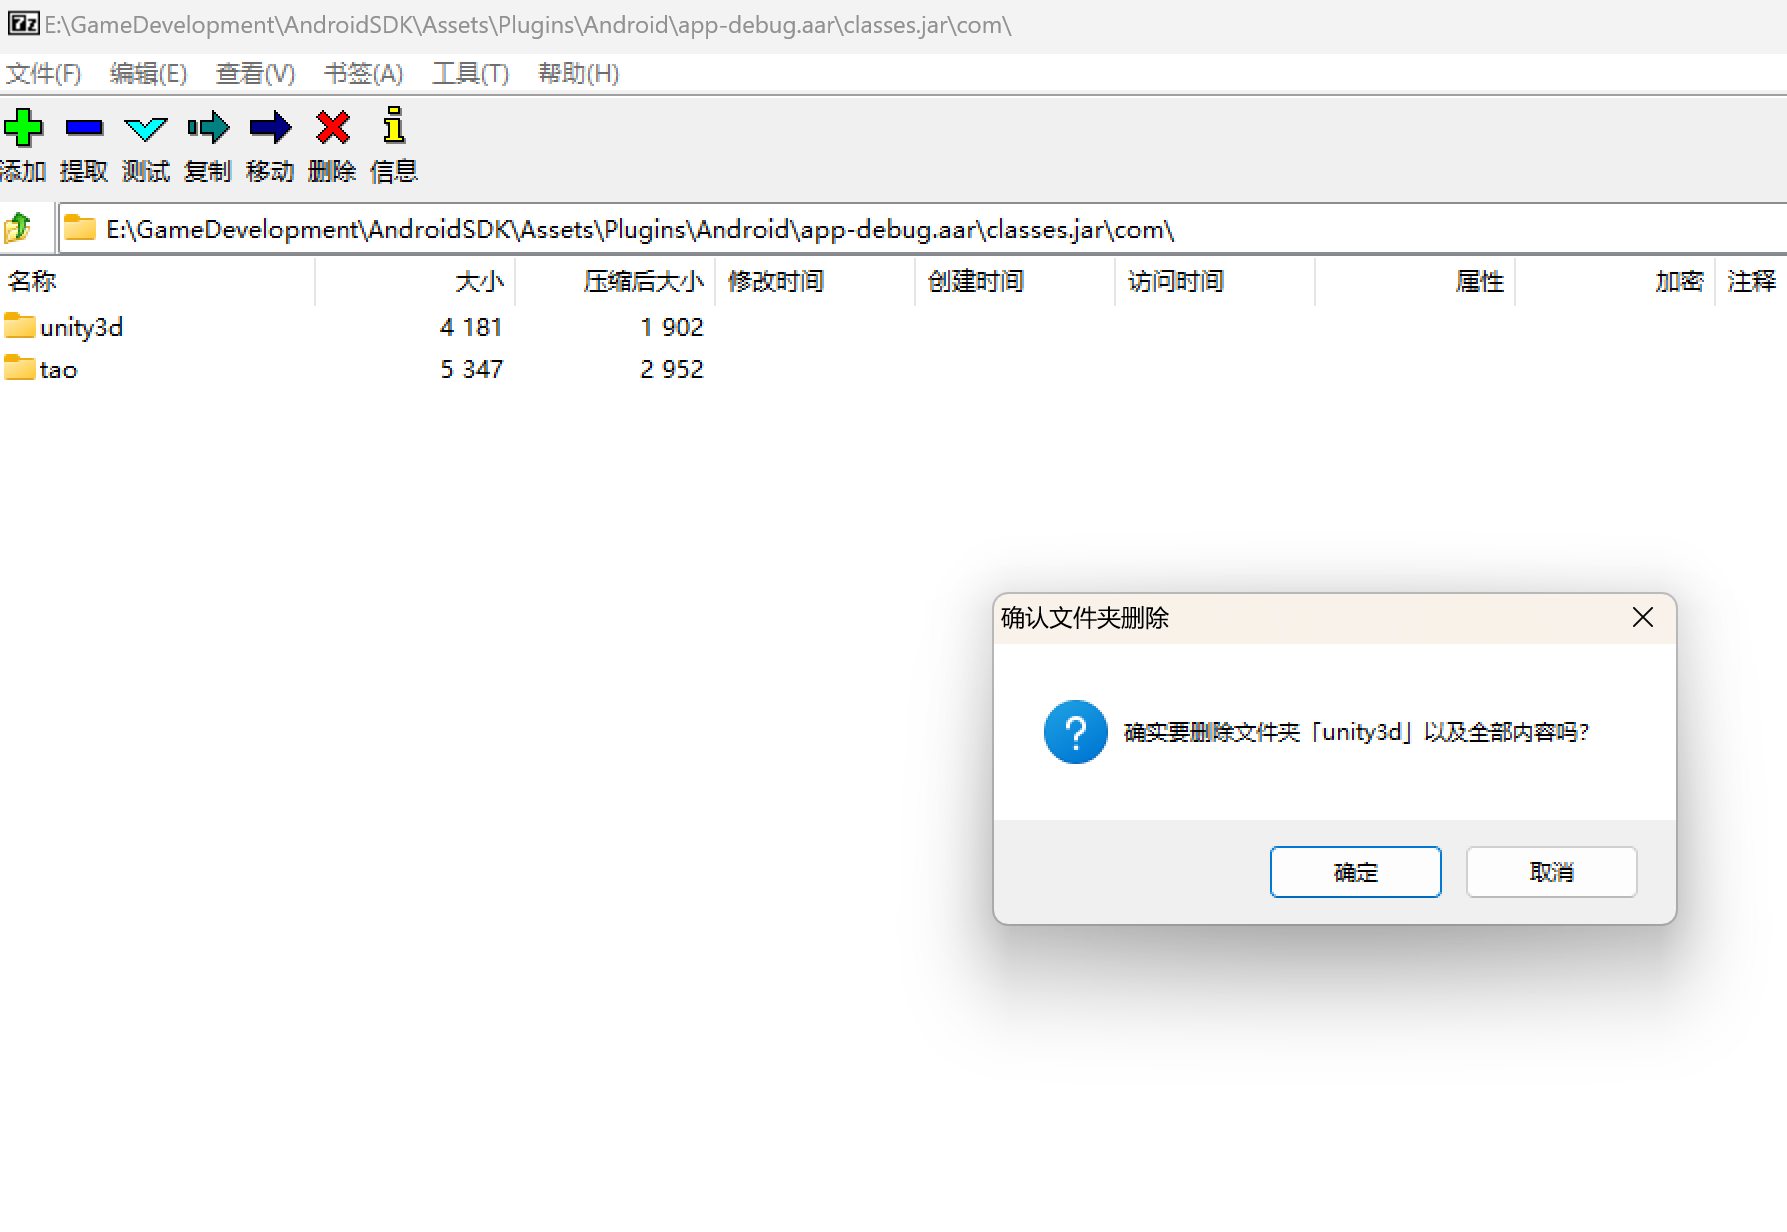 7z E:\GameDevelopment\AndroidSDK\Assets\Plugins\Android\app-debug.aar\classes.jar\com\
文件(F) 编辑(E) 查看(V) 书签(A) 工具(T) 帮助(H)
添加 提取 测试 复制 移动 删除 信息
E:\GameDevelopment\AndroidSDK\Assets\Plugins\Android\app-debug.aar\classes.jar\com\
名称 大小 压缩后大小 修改时间 创建时间 访问时间 属性 加密 注释
unity3d 4 181 1 902
tao 5 347 2 952
确认文件夹删除
确实要删除文件夹「unity3d」以及全部内容吗?
确定 取消